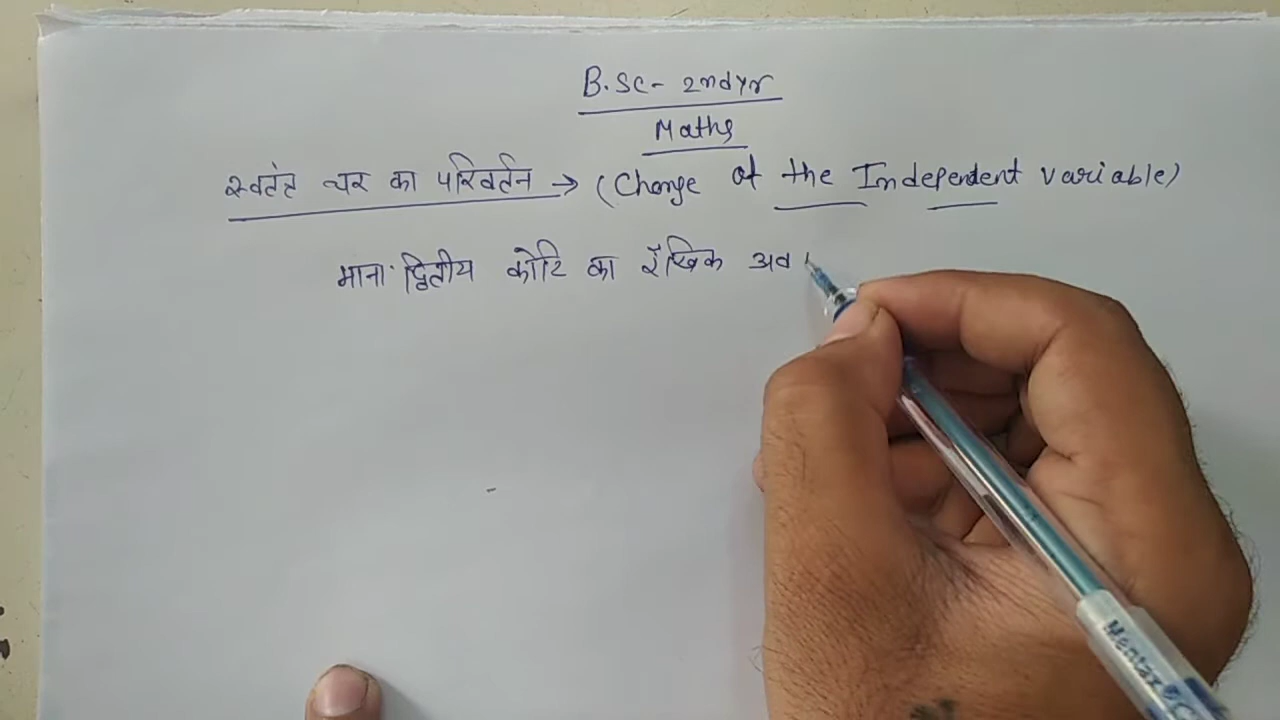 B.Sc- 2nd yr
Maths
स्वतंत्र चर का परिवर्तन → (Change of the Independent variable)
माना द्वितीय कोटि का रैखिक अव